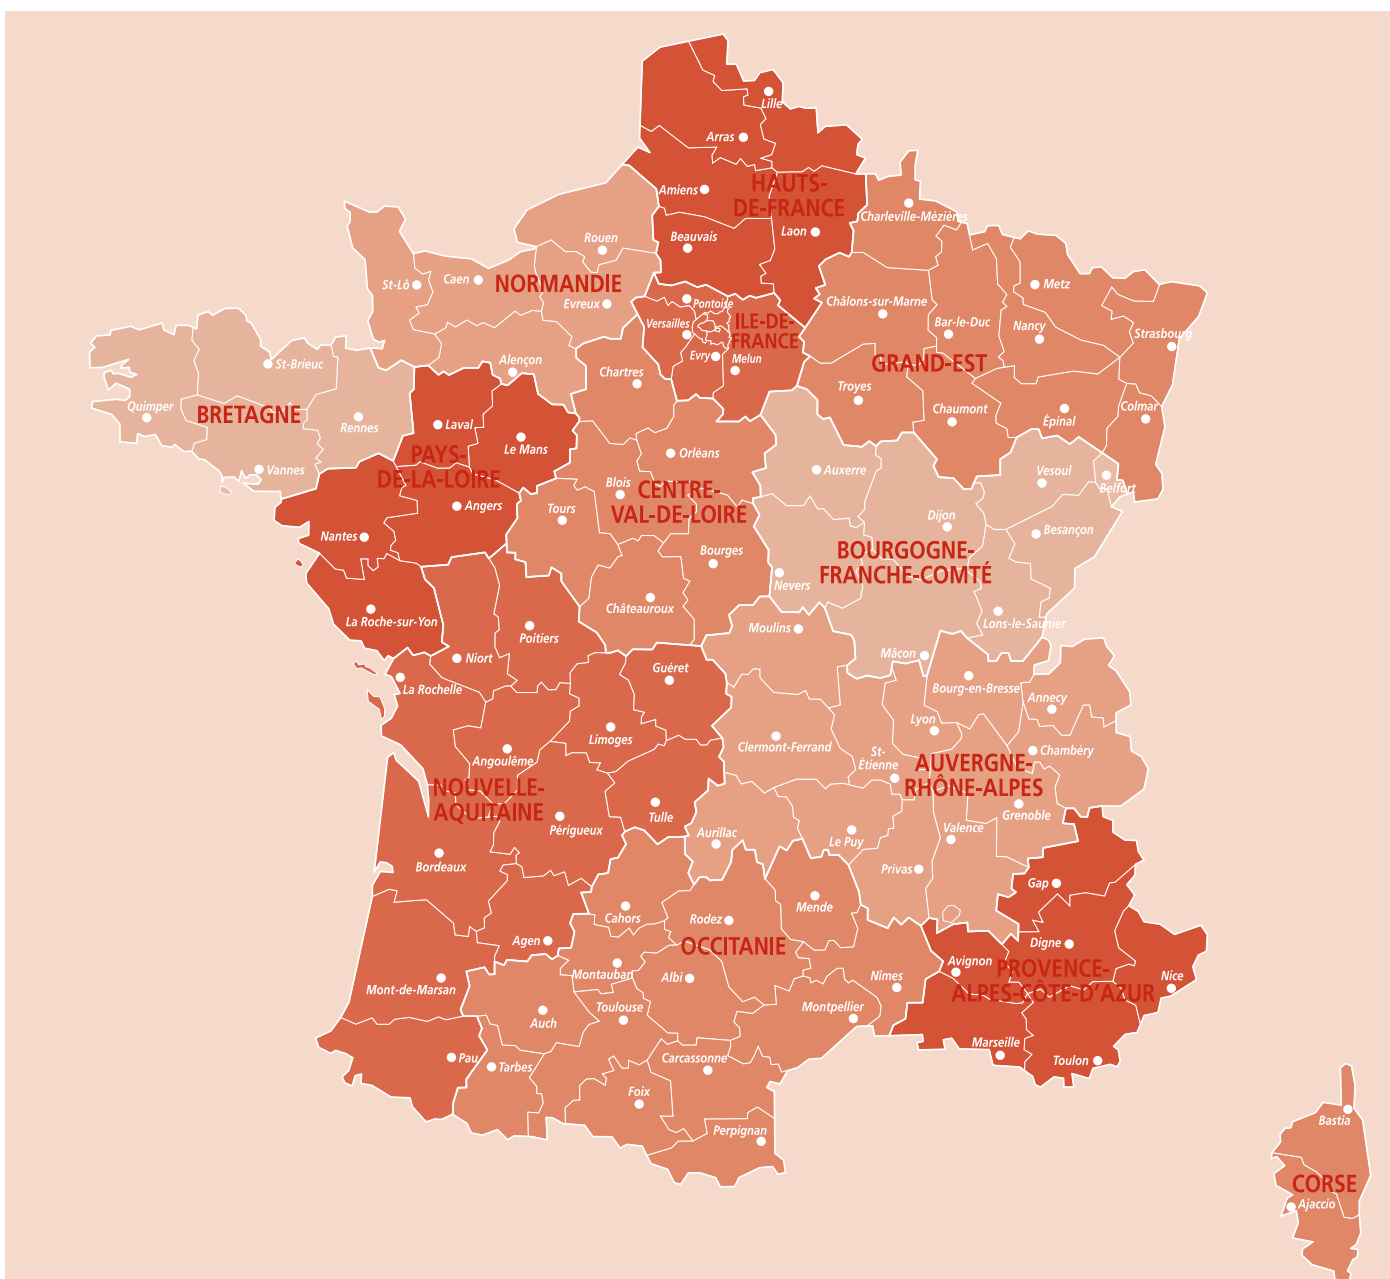 Lille
Arras
Amiens
HAUTS-
DE-FRANCE
Beauvais
Laon
Charleville-Mézières
Rouen
Caen
St-Lô
NORMANDIE
Evreux
Alençon
Pontoise
Versailles
ILE-DE-
FRANCE
Evry
Melun
Châlons-sur-Marne
Bar-le-Duc
Metz
Nancy
Strasbourg
GRAND-EST
Troyes
Chaumont
Épinal
Colmar
St-Brieuc
Quimper
BRETAGNE
Rennes
Vannes
Laval
Le Mans
PAYS-
DE-LA-LOIRE
Angers
Nantes
La Roche-sur-Yon
Chartres
Orléans
Blois
CENTRE-
VAL-DE-LOIRE
Tours
Bourges
Châteauroux
Auxerre
Vesoul
Belfort
Dijon
Besançon
BOURGOGNE-
FRANCHE-COMTÉ
Nevers
Lons-le-Saunier
Mâcon
Poitiers
Niort
La Rochelle
Guéret
Limoges
Angoulême
NOUVELLE-
AQUITAINE
Périgueux
Tulle
Bordeaux
Agen
Mont-de-Marsan
Pau
Moulins
Bourg-en-Bresse
Annecy
Lyon
Clermont-Ferrand
St-
Étienne
Chambéry
AUVERGNE-
RHÔNE-ALPES
Grenoble
Aurillac
Le Puy
Valence
Privas
Cahors
Rodez
Mende
OCCITANIE
Montauban
Albi
Nîmes
Auch
Toulouse
Montpellier
Tarbes
Carcassonne
Foix
Perpignan
Gap
Digne
Avignon
PROVENCE-
ALPES-CÔTE-D'AZUR
Nice
Marseille
Toulon
Bastia
CORSE
Ajaccio